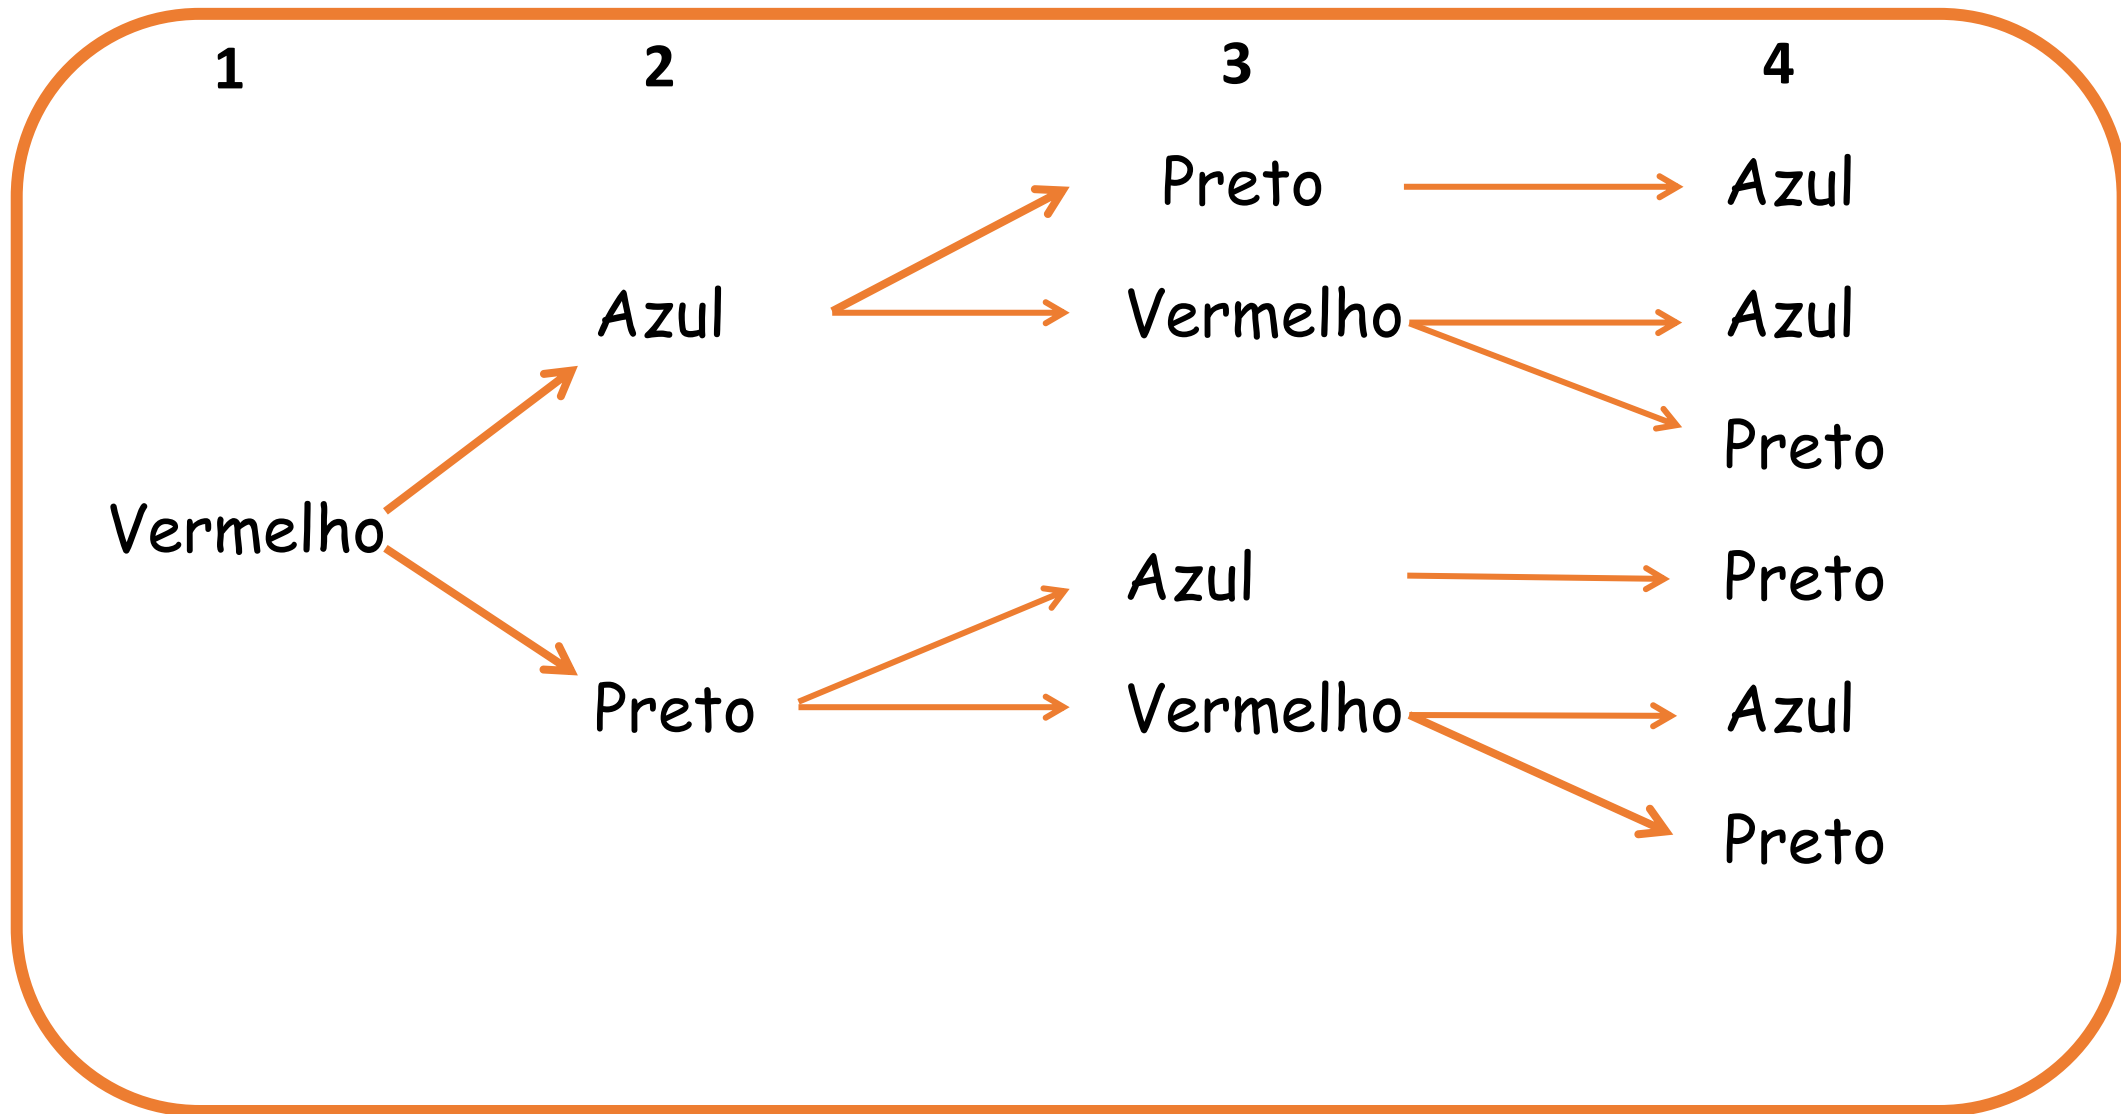 1 2 3 4
Preto Azul
Azul Vermelho Azul
Preto
Vermelho
Azul Preto
Preto Vermelho Azul
Preto